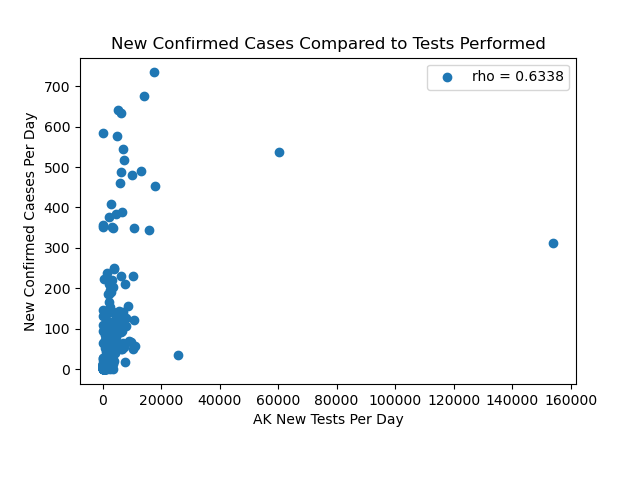 New Confirmed Cases Compared to Tests Performed
rho = 0.6338
New Confirmed Caeses Per Day
700
600
500
400
300
200
100
0
0 20000 40000 60000 80000 100000 120000 140000 160000
AK New Tests Per Day